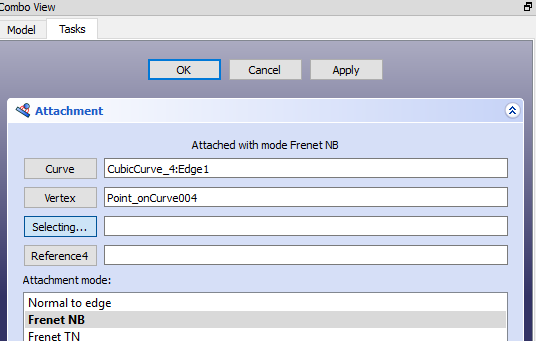 Combo View
Model Tasks
OK Cancel Apply
Attachment
Attached with mode Frenet NB
Curve CubicCurve_4:Edge1
Vertex Point_onCurve004
Selecting...
Reference4
Attachment mode:
Normal to edge
Frenet NB
Frenet TN